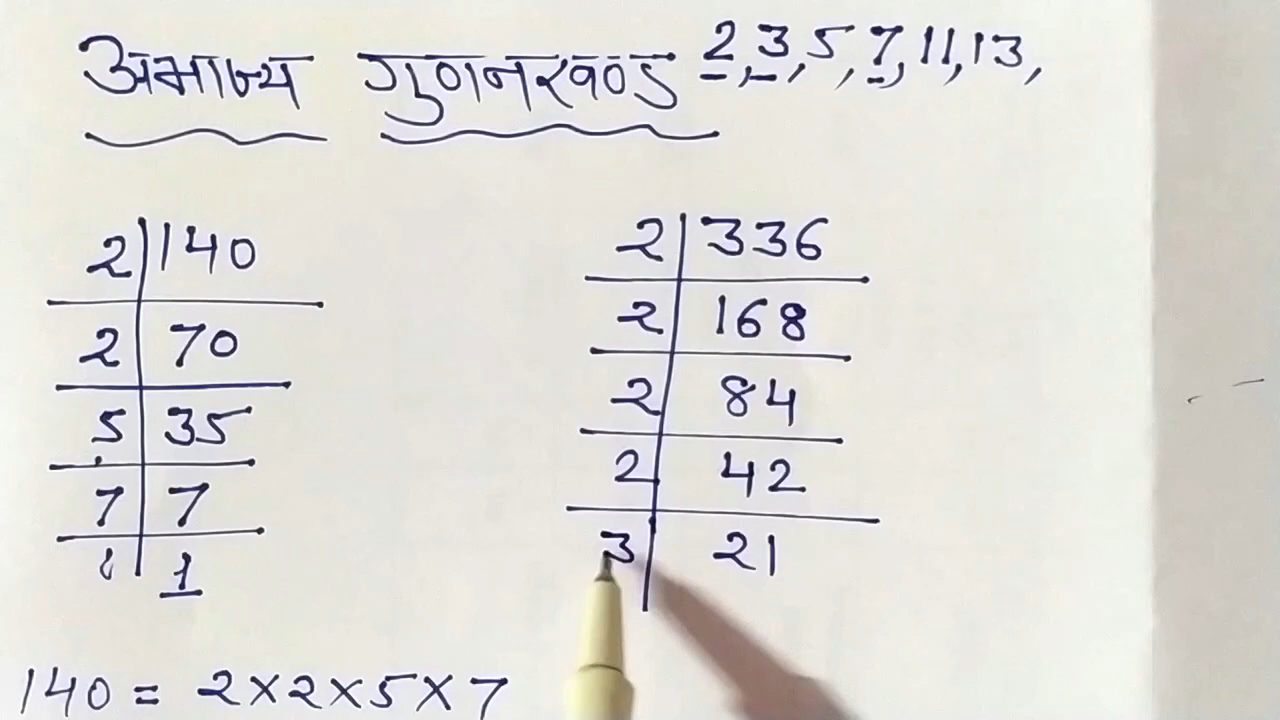 अभाज्य गुणनखण्ड 2, 3, 5, 7, 11, 13,
2 | 140
2 | 70
5 | 35
7 | 7
1 | 1
140 = 2×2×5×7
2 | 336
2 | 168
2 | 84
2 | 42
3 | 21